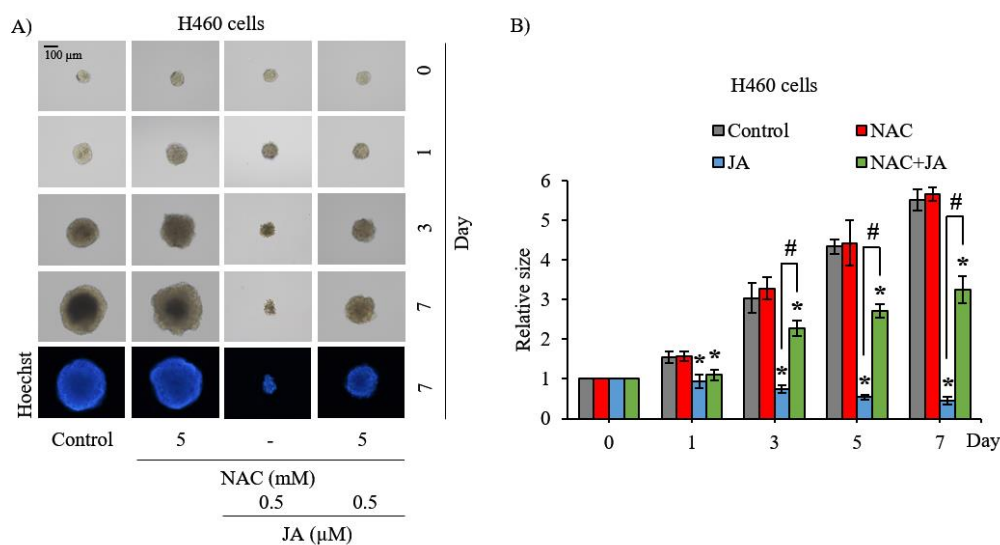 A)
H460 cells
100 µm
0
1
3
7
7
Day
Hoechst
Control 5 - 5
NAC (mM)
0.5 0.5
JA (µM)
B)
H460 cells
Control NAC
JA NAC+JA
Relative size
6
5
4
3
2
1
0
* *
* * #
* * #
* * #
0 1 3 5 7 Day